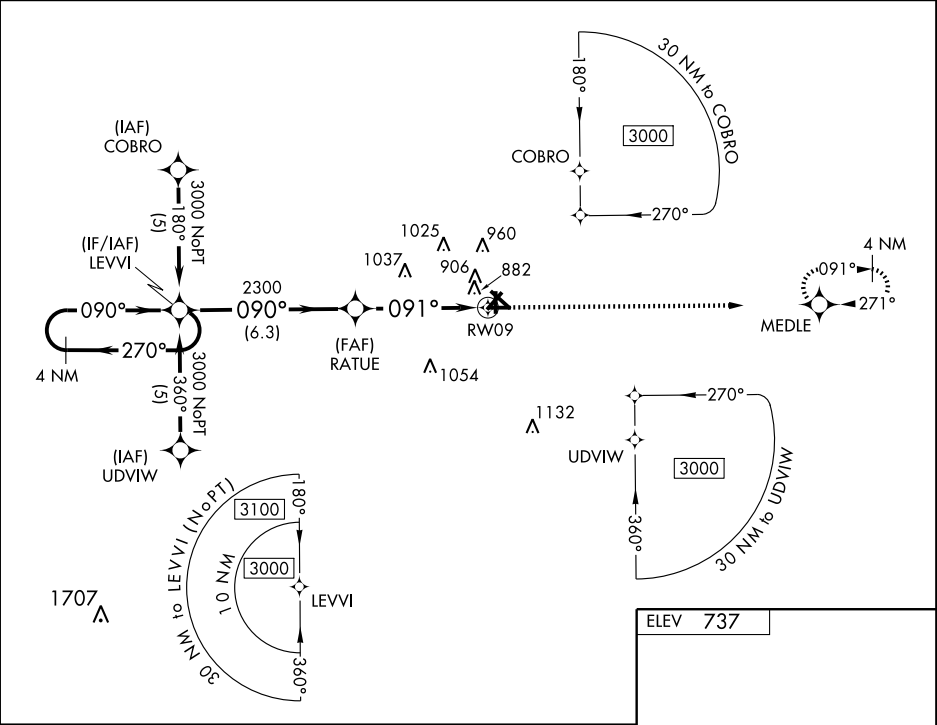 30 NM to COBRO
180°
3000
COBRO
270°
(IAF)
COBRO
3000 NoPT
180°
(5)
(IF/IAF)
LEVVI
1025
960
1037
906
882
4 NM
091°
271°
MEDLE
090°
2300
090°
(6.3)
091°
RW09
270°
4 NM
(FAF)
RATUE
1054
3000 NoPT
360°
(5)
(IAF)
UDVIW
1132
270°
UDVIW
3000
360°
30 NM to UDVIW
30 NM to LEVVI (NoPT)
180°
3100
10 NM
3000
LEVVI
360°
1707
ELEV 737